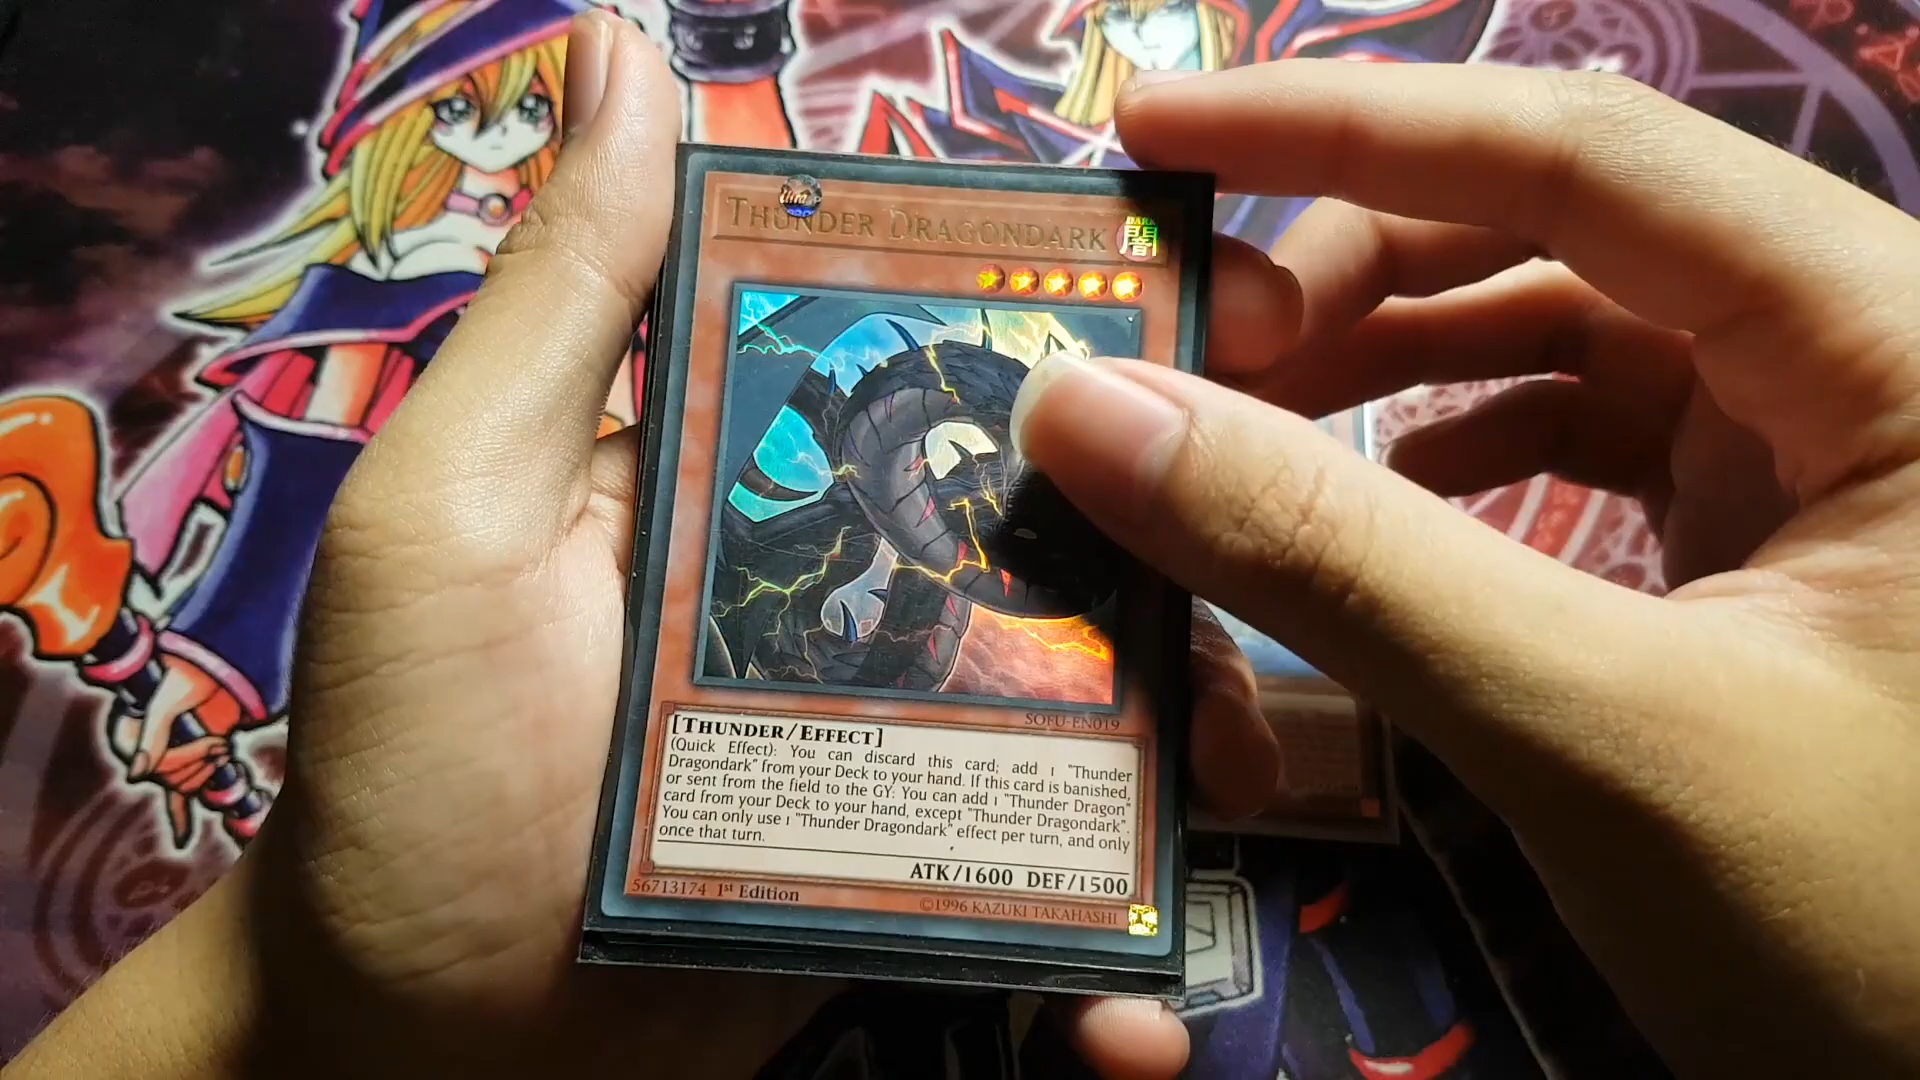 Ultra P
THUNDER DRAGONDARK
DARK
闇
SOFU-EN019
[THUNDER/EFFECT]
(Quick Effect): You can discard this card; add 1 "Thunder
Dragondark" from your Deck to your hand. If this card is banished,
or sent from the field to the GY: You can add 1 "Thunder Dragon"
card from your Deck to your hand, except "Thunder Dragondark".
You can only use 1 "Thunder Dragondark" effect per turn, and only
once that turn.
ATK/1600 DEF/1500
56713174 1st Edition
©1996 KAZUKI TAKAHASHI